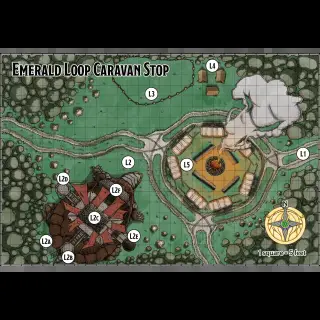 Emerald Loop Caravan Stop
L4
L3
L1
L2
L5
L2D
L2F
L2C
L2A
L2E
L2B
N
1 square = 5 feet